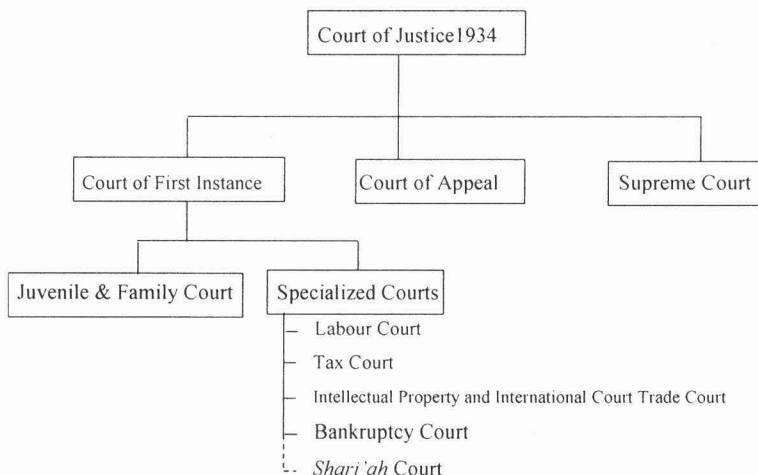 Court of Justice1934
Court of First Instance
Court of Appeal
Supreme Court
Juvenile & Family Court
Specialized Courts
Labour Court
Tax Court
Intellectual Property and International Court Trade Court
Bankruptcy Court
Shari'ah Court